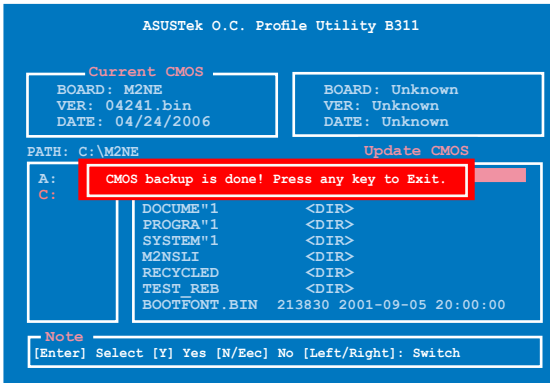 ASUSTek O.C. Profile Utility B311
Current CMOS
BOARD: M2NE
VER: 04241.bin
DATE: 04/24/2006
BOARD: Unknown
VER: Unknown
DATE: Unknown
PATH: C:\M2NE
Update CMOS
A:
C:
CMOS backup is done! Press any key to Exit.
DOCUME"1 <DIR>
PROGRA"1 <DIR>
SYSTEM"1 <DIR>
M2NSLI <DIR>
RECYCLED <DIR>
TEST_REB <DIR>
BOOTFONT.BIN 213830 2001-09-05 20:00:00
Note
[Enter] Select [Y] Yes [N/Eec] No [Left/Right]: Switch